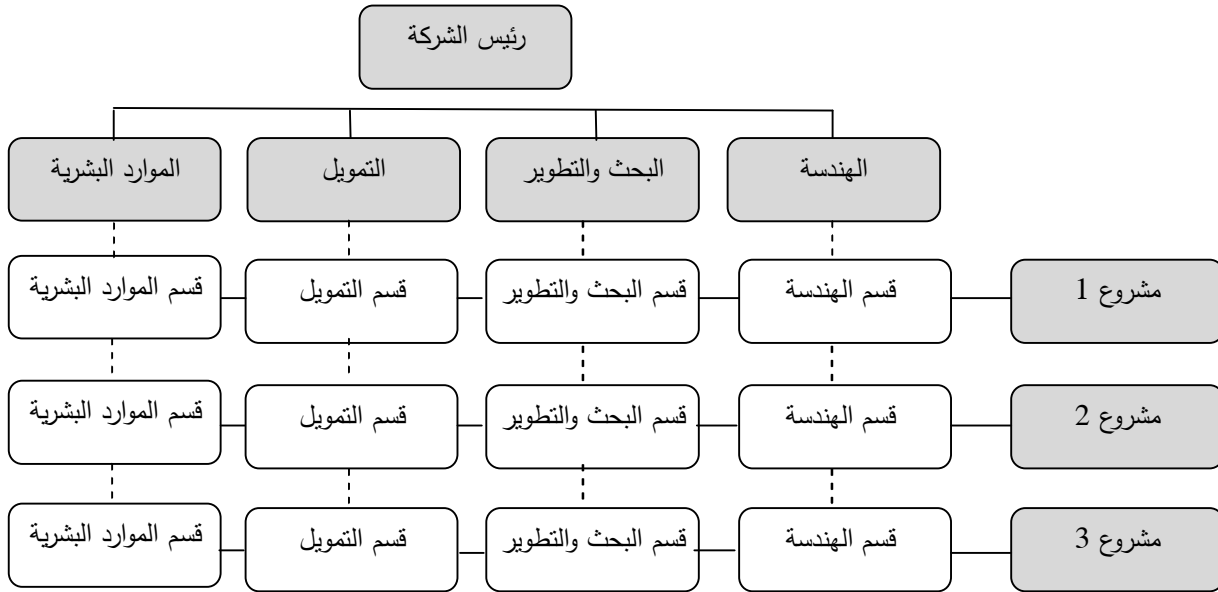 رئيس الشركة
الهندسة
البحث والتطوير
التمويل
الموارد البشرية
مشروع 1
قسم الهندسة
قسم البحث والتطوير
قسم التمويل
قسم الموارد البشرية
مشروع 2
قسم الهندسة
قسم البحث والتطوير
قسم التمويل
قسم الموارد البشرية
مشروع 3
قسم الهندسة
قسم البحث والتطوير
قسم التمويل
قسم الموارد البشرية